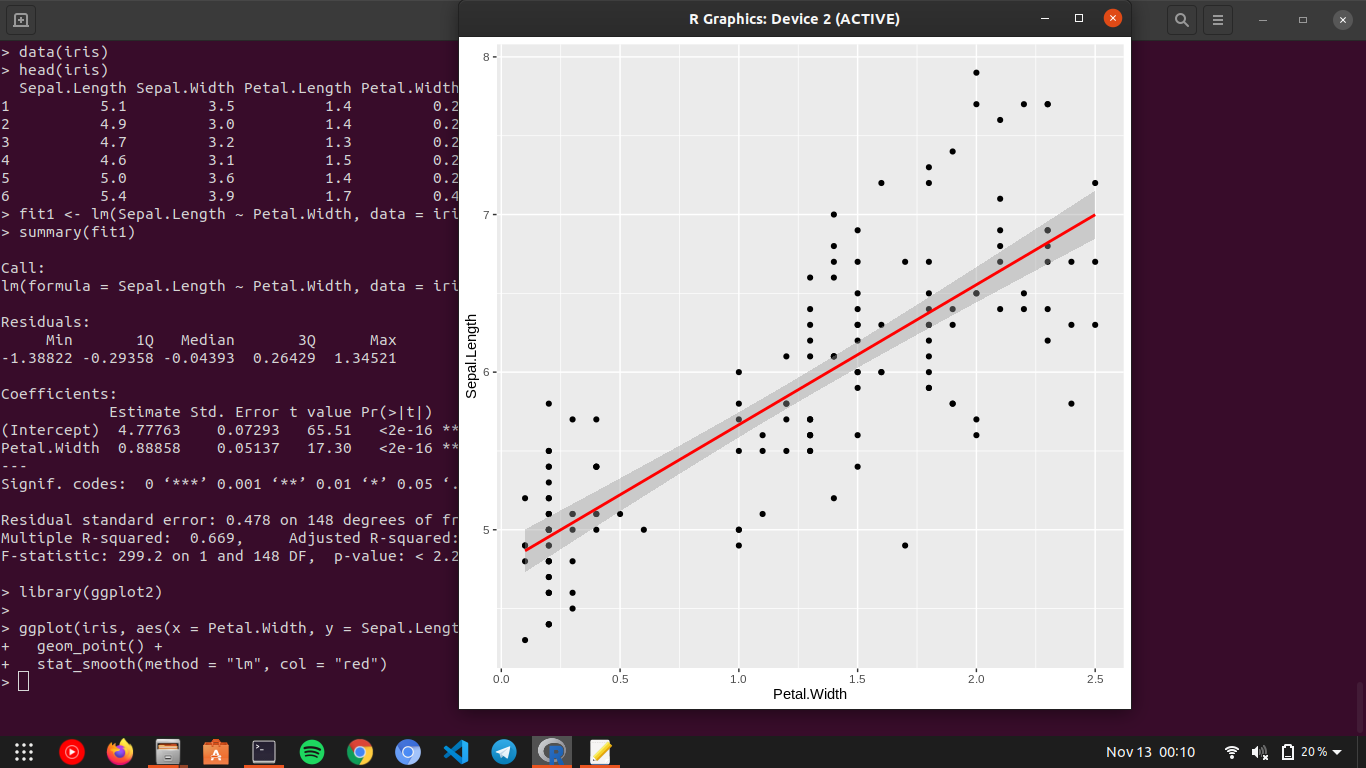 R Graphics: Device 2 (ACTIVE)
> data(iris)
> head(iris)
  Sepal.Length Sepal.Width Petal.Length Petal.Width
1          5.1         3.5          1.4         0.2
2          4.9         3.0          1.4         0.2
3          4.7         3.2          1.3         0.2
4          4.6         3.1          1.5         0.2
5          5.0         3.6          1.4         0.2
6          5.4         3.9          1.7         0.4
> fit1 <- lm(Sepal.Length ~ Petal.Width, data = iri
> summary(fit1)
Call:
lm(formula = Sepal.Length ~ Petal.Width, data = iri
Residuals:
     Min       1Q   Median       3Q      Max
-1.38822 -0.29358 -0.04393  0.26429  1.34521
Coefficients:
            Estimate Std. Error t value Pr(>|t|)
(Intercept)  4.77763    0.07293   65.51   <2e-16 **
Petal.Width  0.88858    0.05137   17.30   <2e-16 **
---
Signif. codes:  0 ‘***’ 0.001 ‘**’ 0.01 ‘*’ 0.05 ‘.
Residual standard error: 0.478 on 148 degrees of fr
Multiple R-squared:  0.669,     Adjusted R-squared:
F-statistic: 299.2 on 1 and 148 DF,  p-value: < 2.2
> library(ggplot2)
>
> ggplot(iris, aes(x = Petal.Width, y = Sepal.Lengt
+   geom_point() +
+   stat_smooth(method = "lm", col = "red")
>
8
7
6
5
Sepal.Length
0.0 0.5 1.0 1.5 2.0 2.5
Petal.Width
Nov 13 00:10
20 %